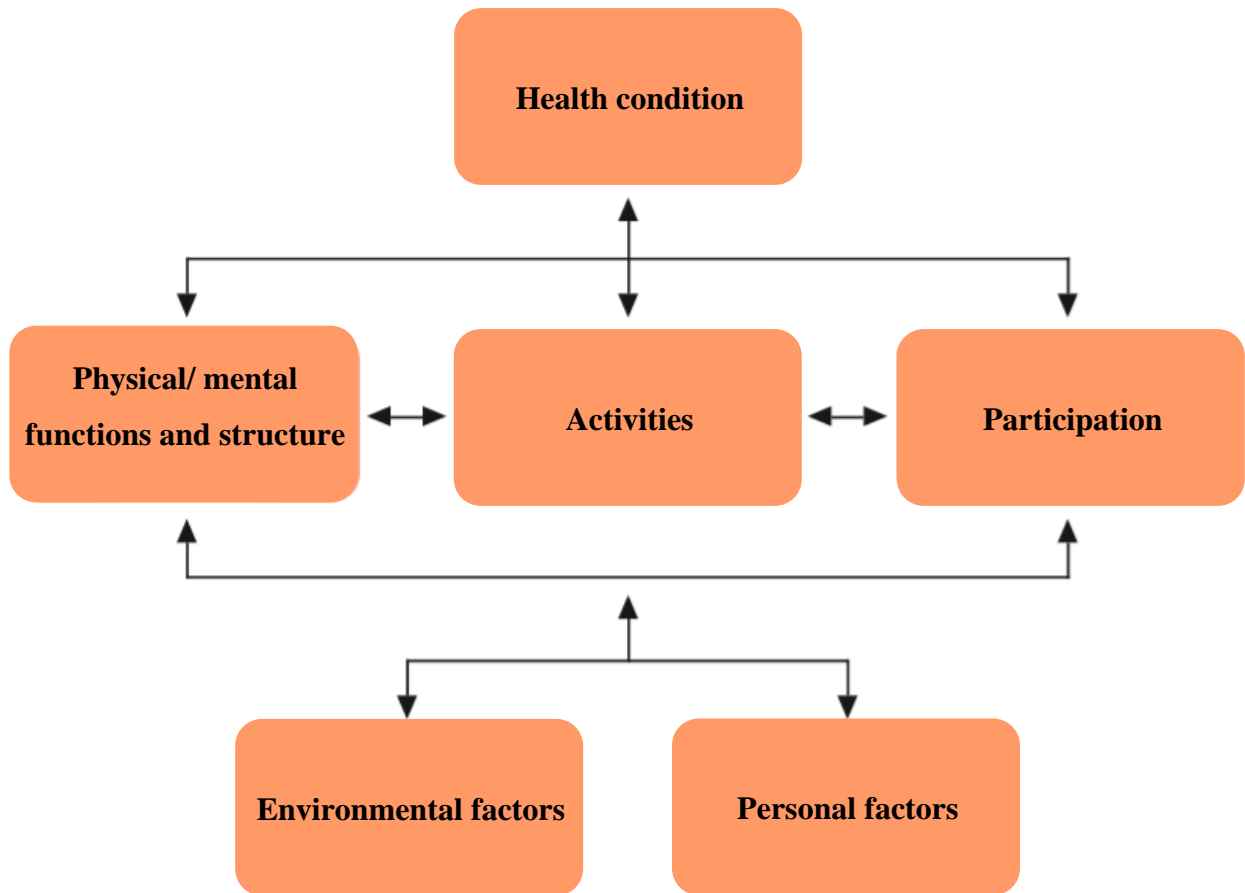 Health condition
Physical/ mental
functions and structure
Activities
Participation
Environmental factors
Personal factors